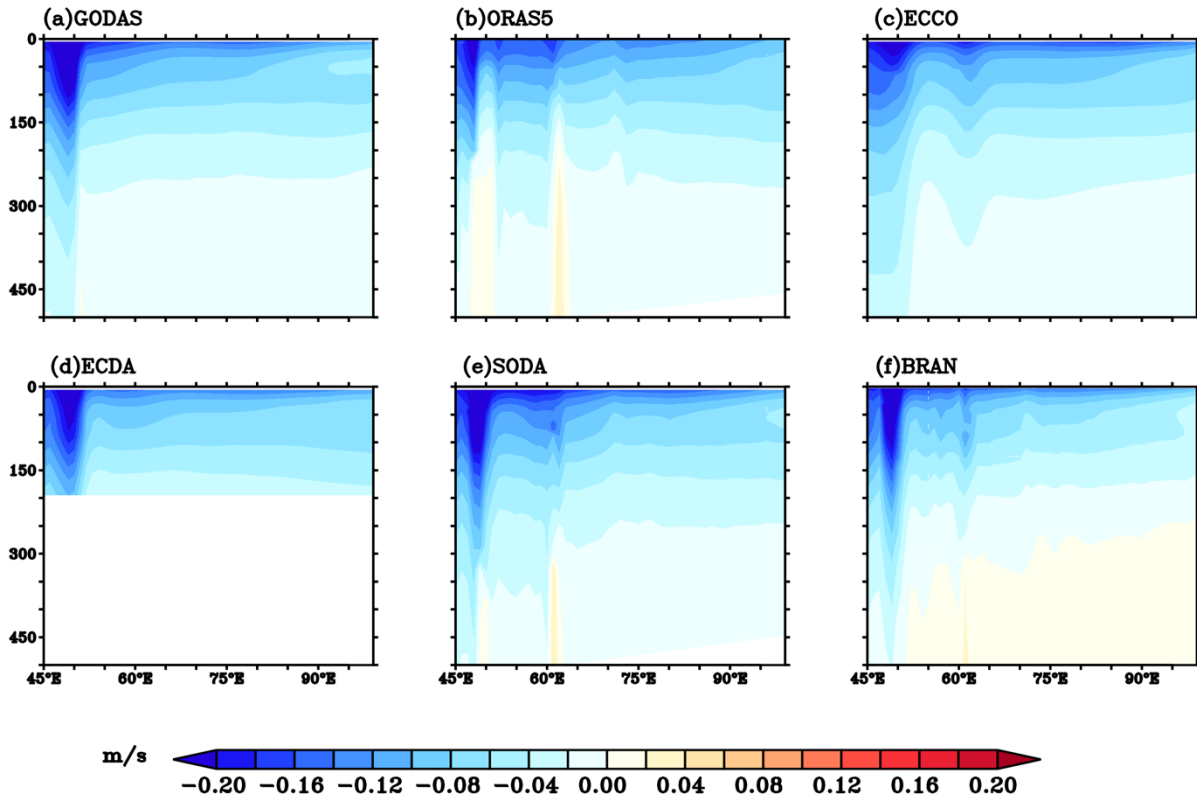 (a)GODAS (b)ORAS5 (c)ECCO
0
150
300
450
(d)ECDA (e)SODA (f)BRAN
0
150
300
450
45°E 60°E 75°E 90°E 45°E 60°E 75°E 90°E 45°E 60°E 75°E 90°E
m/s
−0.20 −0.16 −0.12 −0.08 −0.04 0.00 0.04 0.08 0.12 0.16 0.20